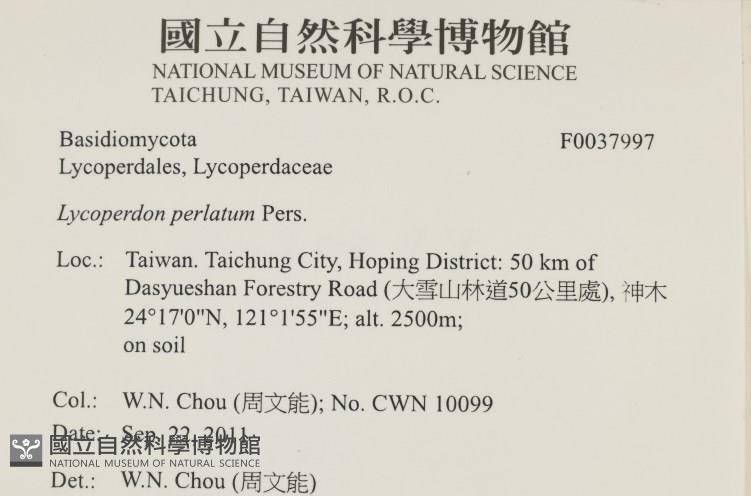 國立自然科學博物館
NATIONAL MUSEUM OF NATURAL SCIENCE
TAICHUNG, TAIWAN, R.O.C.
Basidiomycota F0037997
Lycoperdales, Lycoperdaceae
Lycoperdon perlatum Pers.
Loc.: Taiwan. Taichung City, Hoping District: 50 km of
Dasyueshan Forestry Road (大雪山林道50公里處), 神木
24°17'0"N, 121°1'55"E; alt. 2500m;
on soil
Col.: W.N. Chou (周文能); No. CWN 10099
Date: Sep. 22, 2011
國立自然科學博物館
NATIONAL MUSEUM OF NATURAL SCIENCE
Det.: W.N. Chou (周文能)